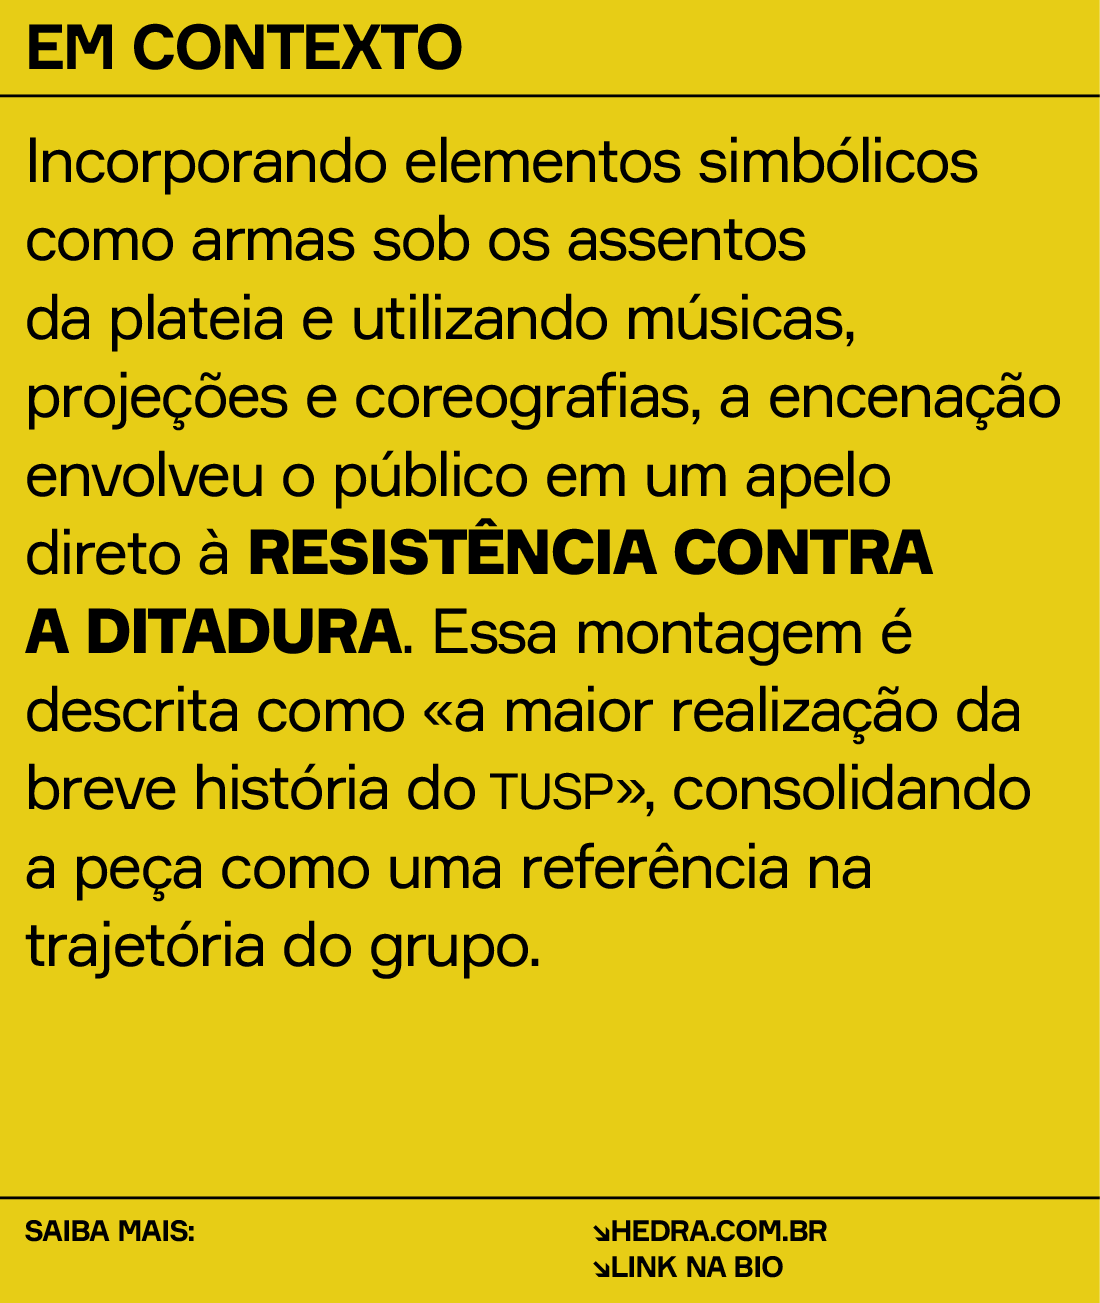 EM CONTEXTO
Incorporando elementos simbólicos
como armas sob os assentos
da plateia e utilizando músicas,
projeções e coreografias, a encenação
envolveu o público em um apelo
direto à RESISTÊNCIA CONTRA
A DITADURA. Essa montagem é
descrita como «a maior realização da
breve história do TUSP», consolidando
a peça como uma referência na
trajetória do grupo.
SAIBA MAIS:
↘HEDRA.COM.BR
↘LINK NA BIO